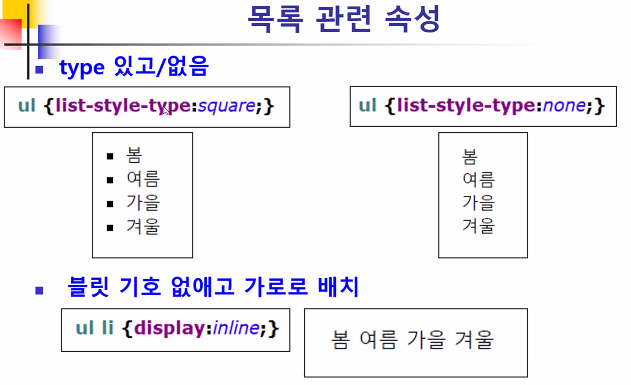 목록 관련 속성
type 있고/없음
ul {list-style-type:square;}
ul {list-style-type:none;}
봄
여름
가을
겨울
봄
여름
가을
겨울
블릿 기호 없애고 가로로 배치
ul li {display:inline;}
봄 여름 가을 겨울